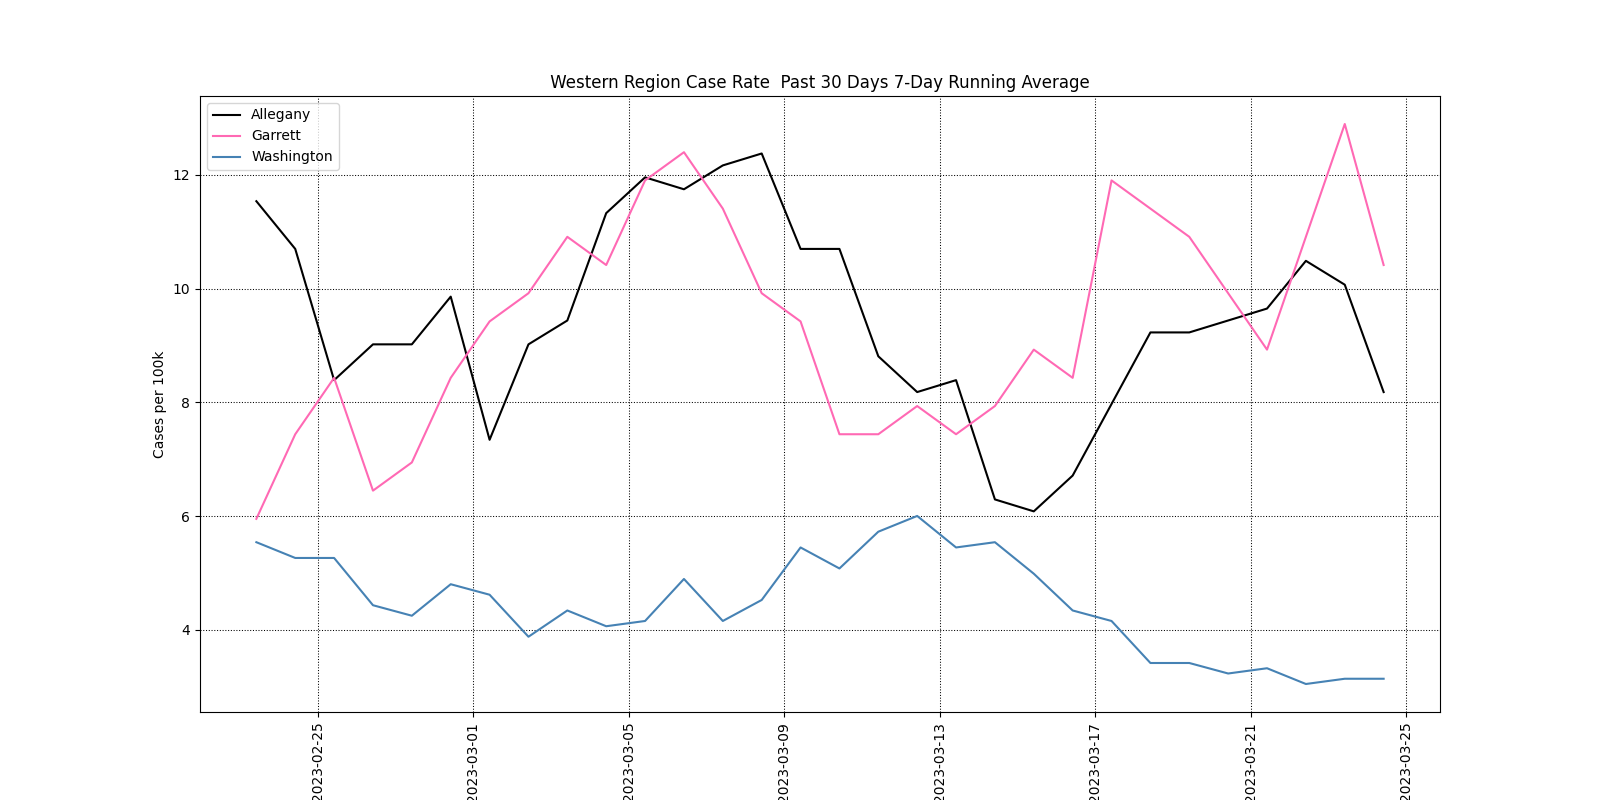 Western Region Case Rate  Past 30 Days 7-Day Running Average
Allegany
Garrett
Washington
Cases per 100k
12
10
8
6
4
2023-02-25
2023-03-01
2023-03-05
2023-03-09
2023-03-13
2023-03-17
2023-03-21
2023-03-25